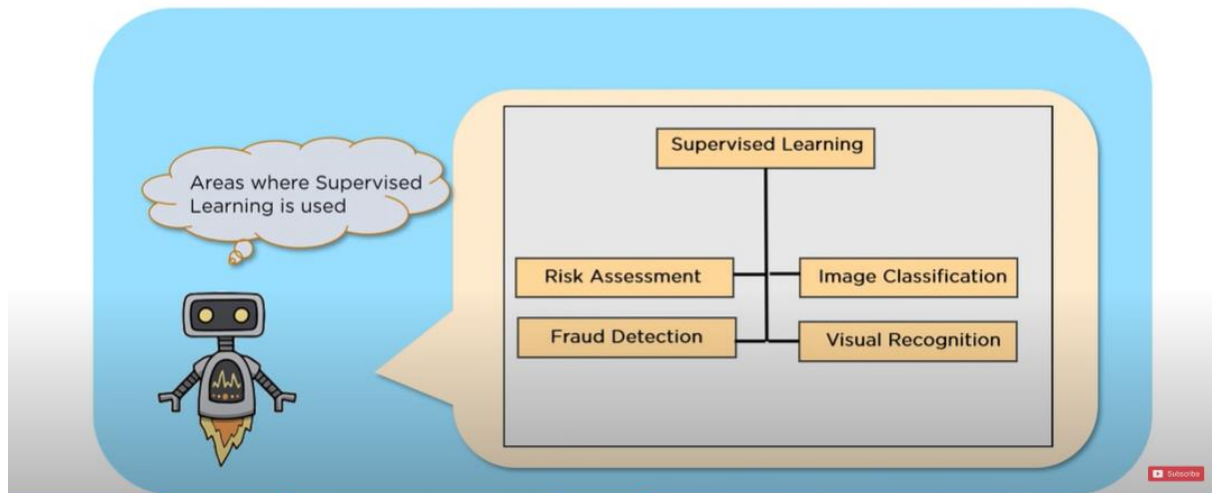 Areas where Supervised
Learning is used
Supervised Learning
Risk Assessment
Image Classification
Fraud Detection
Visual Recognition
Subscribe